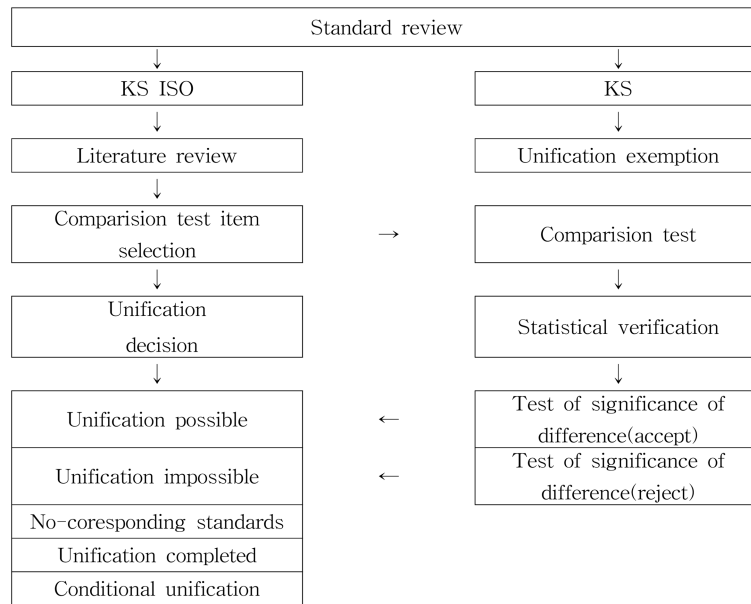 Standard review
↓ ↓
KS ISO KS
↓ ↓
Literature review Unification exemption
↓
Comparision test item
selection
→
Comparision test
↓ ↓
Unification
decision
Statistical verification
↓ ↓
Unification possible
←
Test of significance of
difference(accept)
Unification impossible
←
Test of significance of
difference(reject)
No-coresponding standards
Unification completed
Conditional unification